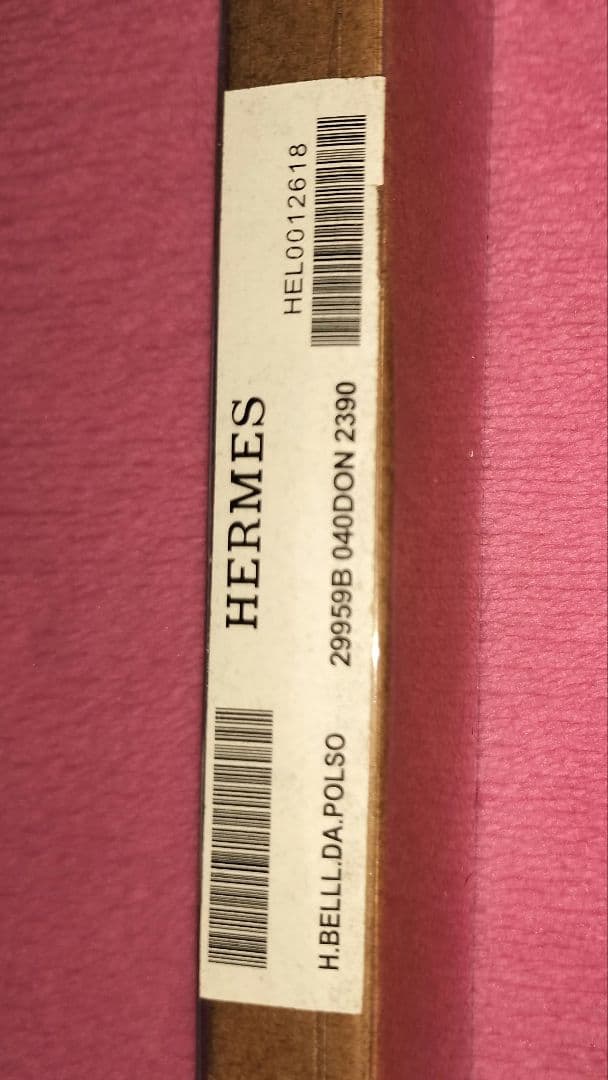 HERMES
HEL0012618
H.BELLL.DA.POLSO 29959B 040DON 2390